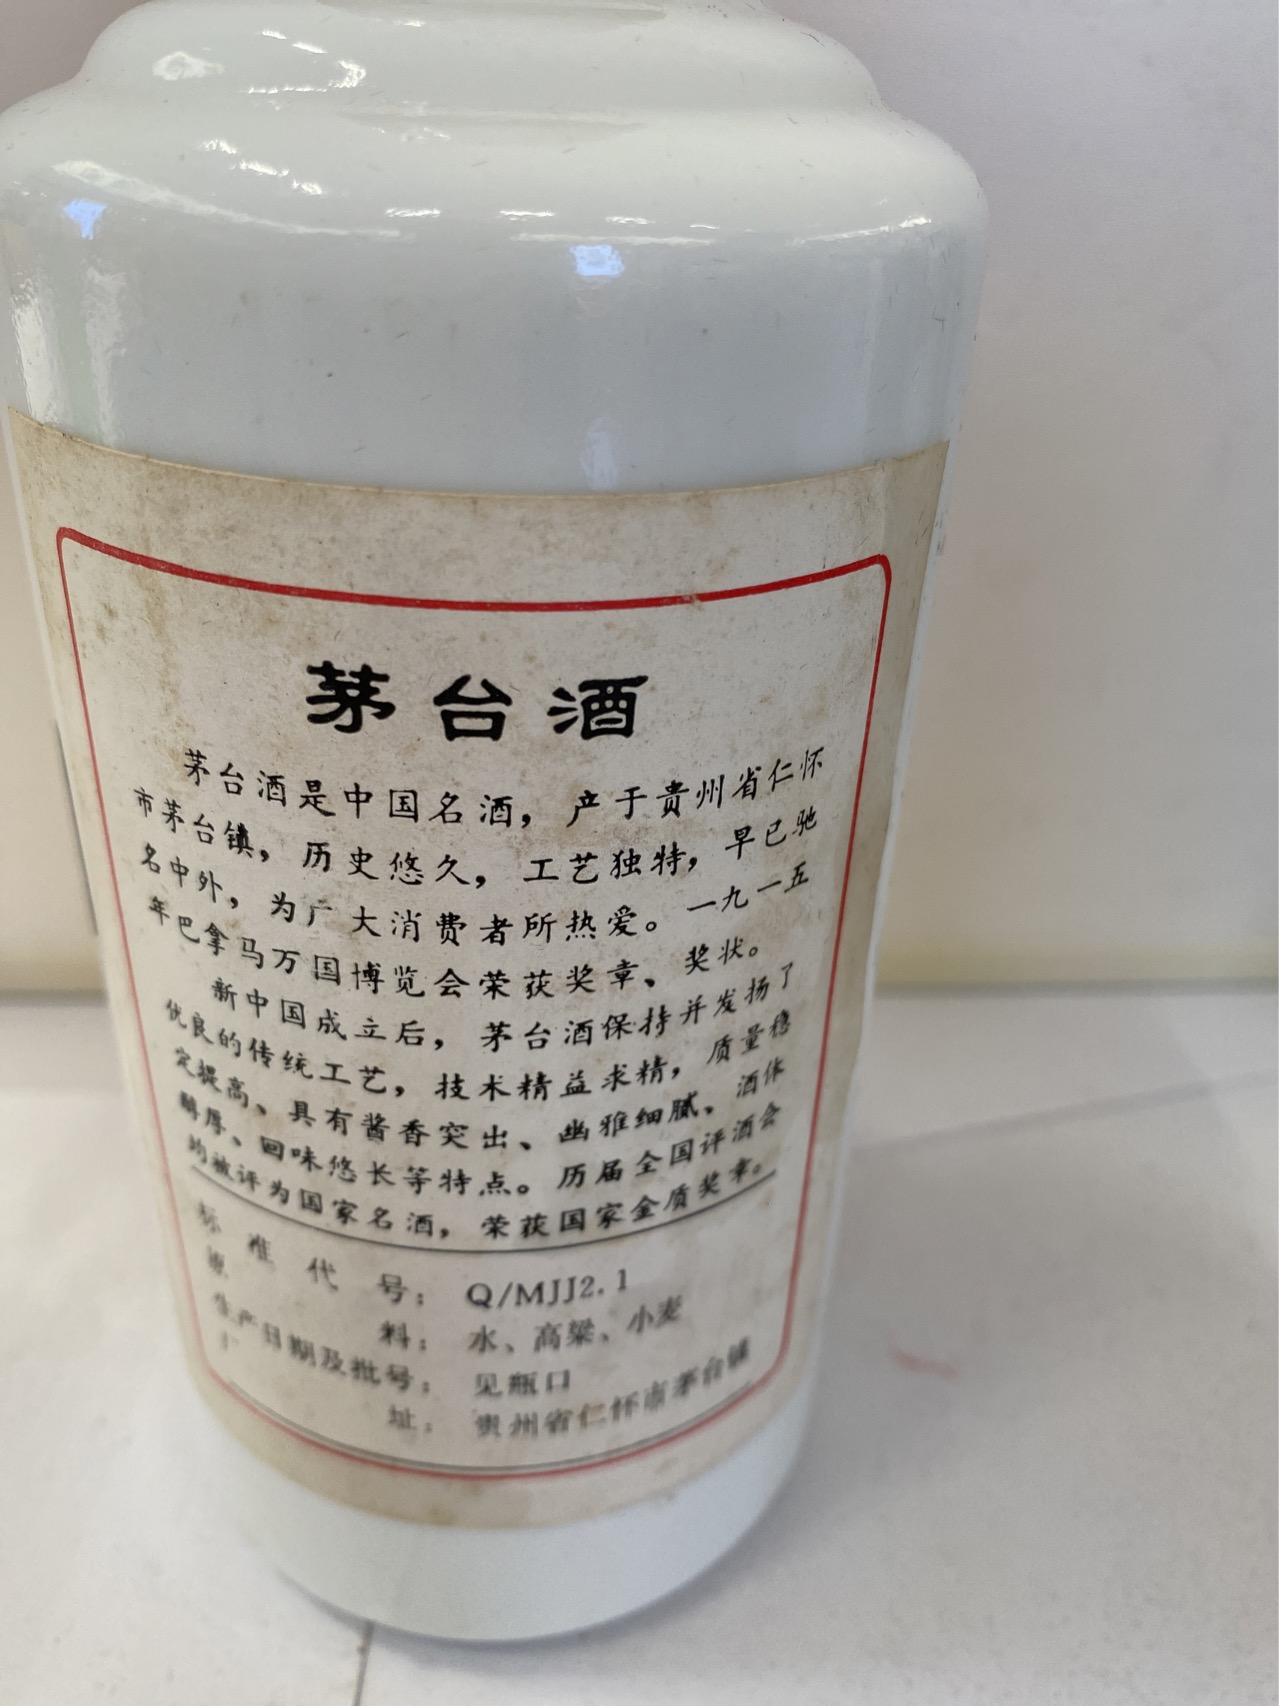 茅台酒
茅台酒是中国名酒，产于贵州省仁怀
市茅台镇，历史悠久，工艺独特，早已驰
名中外，为广大消费者所热爱。一九一五
年巴拿马万国博览会荣获奖章、奖状。
新中国成立后，茅台酒保持并发扬了
优良的传统工艺，技术精益求精，质量稳
定提高、具有酱香突出、幽雅细腻、酒体
醇厚、回味悠长等特点。历届全国评酒会
均被评为国家名酒，荣获国家金质奖章。
标准代号：Q/MJJ2.1
原料：水、高粱、小麦
生产日期及批号：见瓶口
厂址：贵州省仁怀市茅台镇